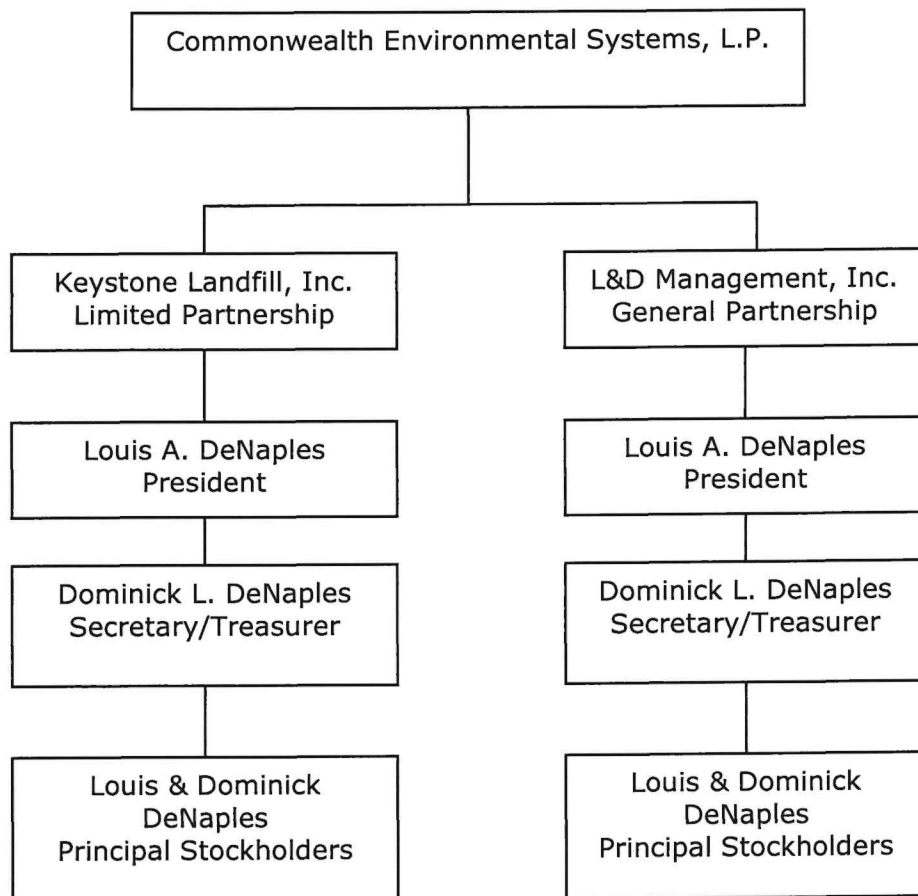 Commonwealth Environmental Systems, L.P.
Keystone Landfill, Inc.
Limited Partnership
L&D Management, Inc.
General Partnership
Louis A. DeNaples
President
Louis A. DeNaples
President
Dominick L. DeNaples
Secretary/Treasurer
Dominick L. DeNaples
Secretary/Treasurer
Louis & Dominick
DeNaples
Principal Stockholders
Louis & Dominick
DeNaples
Principal Stockholders